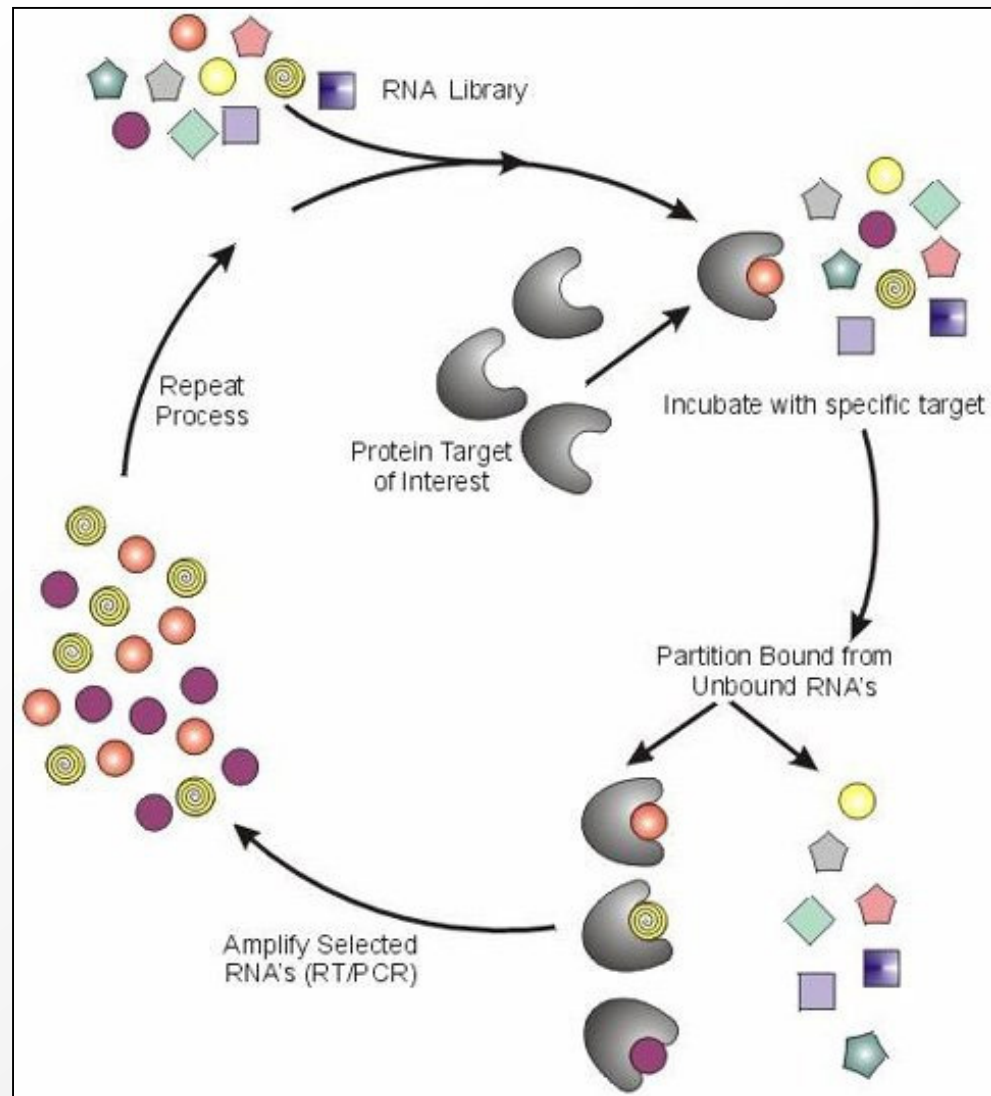 RNA Library
Repeat
Process
Protein Target
of Interest
Incubate with specific target
Partition Bound from
Unbound RNA's
Amplify Selected
RNA's (RT/PCR)